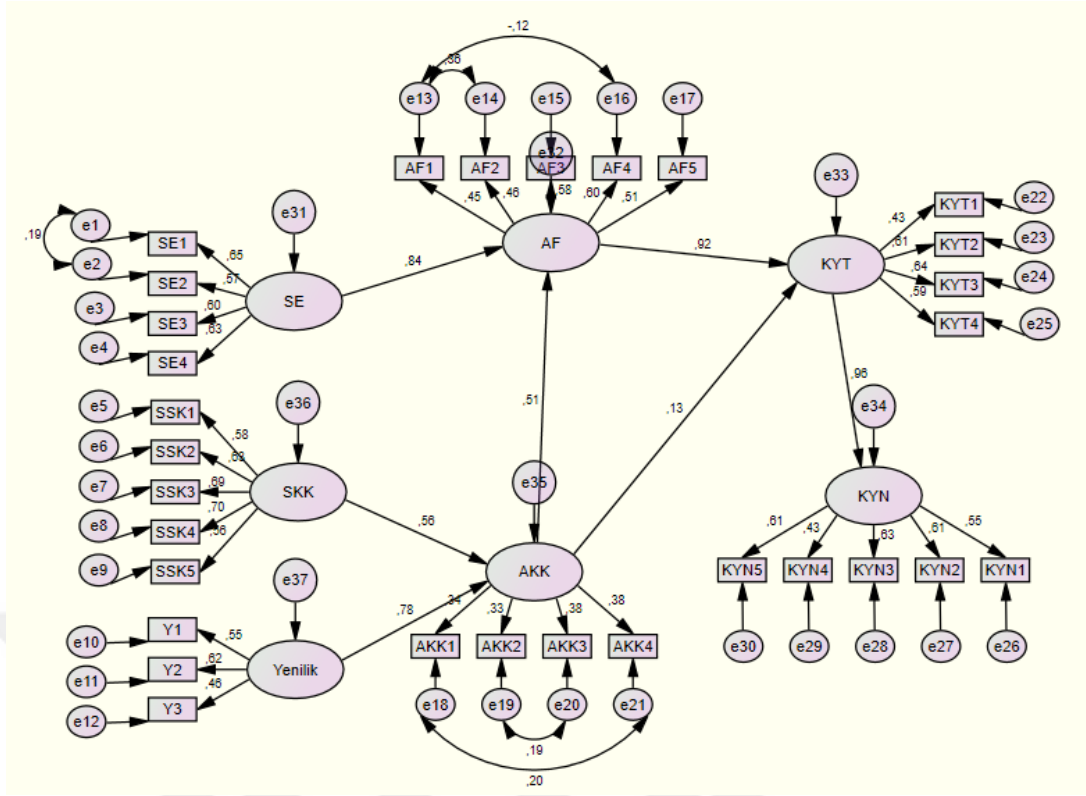 -,12
,36
e13
e14
e15
e16
e17
e32
AF1
AF2
AF3
AF4
AF5
,45
,46
,58
,60
,51
AF
e33
KYT
,43
,61
,64
,59
KYT1
KYT2
KYT3
KYT4
e22
e23
e24
e25
,19
e1
e2
e3
e4
SE1
SE2
SE3
SE4
,65
,57
,60
,63
e31
SE
,84
,92
e5
e6
e7
e8
e9
SSK1
SSK2
SSK3
SSK4
SSK5
,58
,63
,69
,70
,56
e36
SKK
,51
,13
,96
e34
KYN
,61
,43
,63
,61
,55
KYN5
KYN4
KYN3
KYN2
KYN1
e30
e29
e28
e27
e26
,56
e35
AKK
,78
e37
Yenilik
e10
e11
e12
Y1
Y2
Y3
,55
,62
,46
,34
,33
,38
,38
AKK1
AKK2
AKK3
AKK4
e18
e19
e20
e21
,19
,20